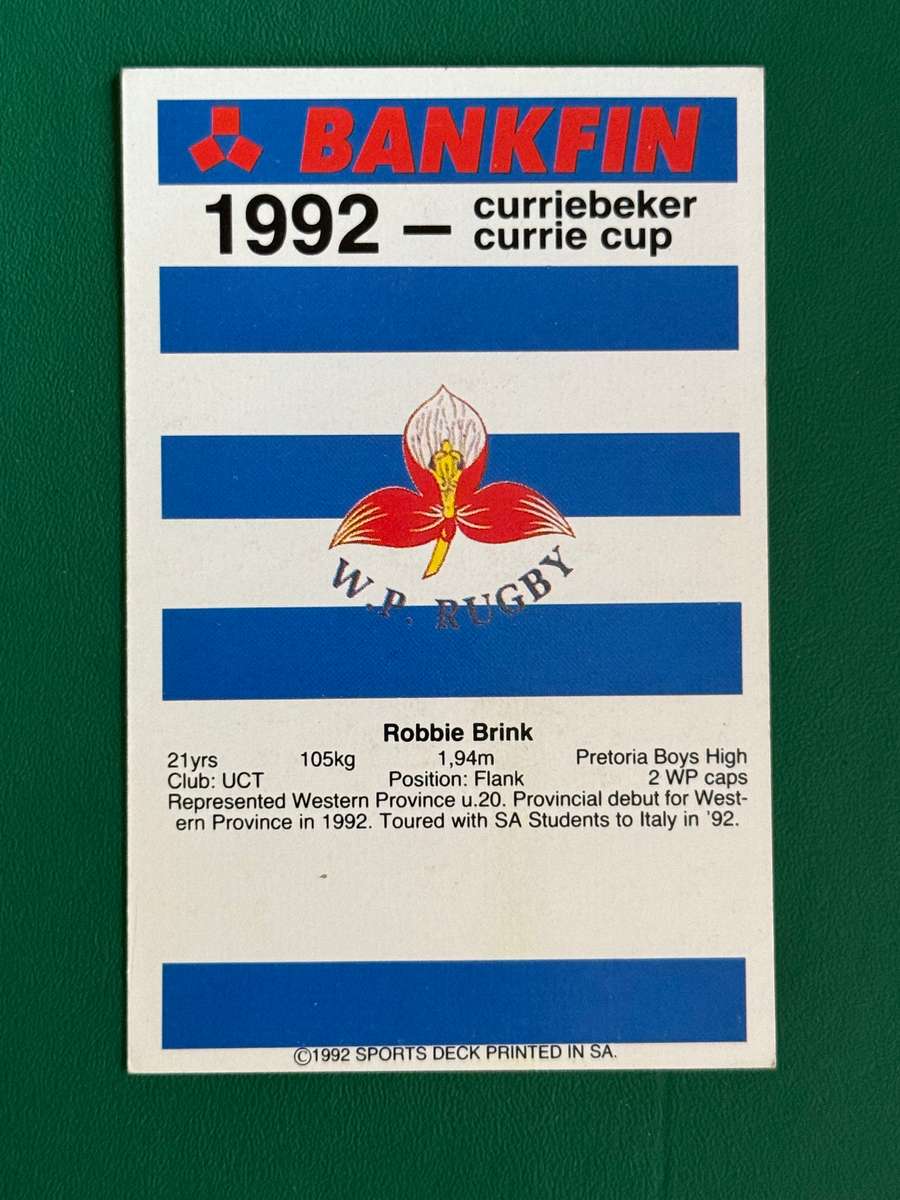 BANKFIN
1992 – curriebeker
currie cup
W.P. RUGBY
Robbie Brink
21yrs 105kg 1,94m Pretoria Boys High
Club: UCT Position: Flank 2 WP caps
Represented Western Province u.20. Provincial debut for West-
ern Province in 1992. Toured with SA Students to Italy in '92.
©1992 SPORTS DECK PRINTED IN SA.